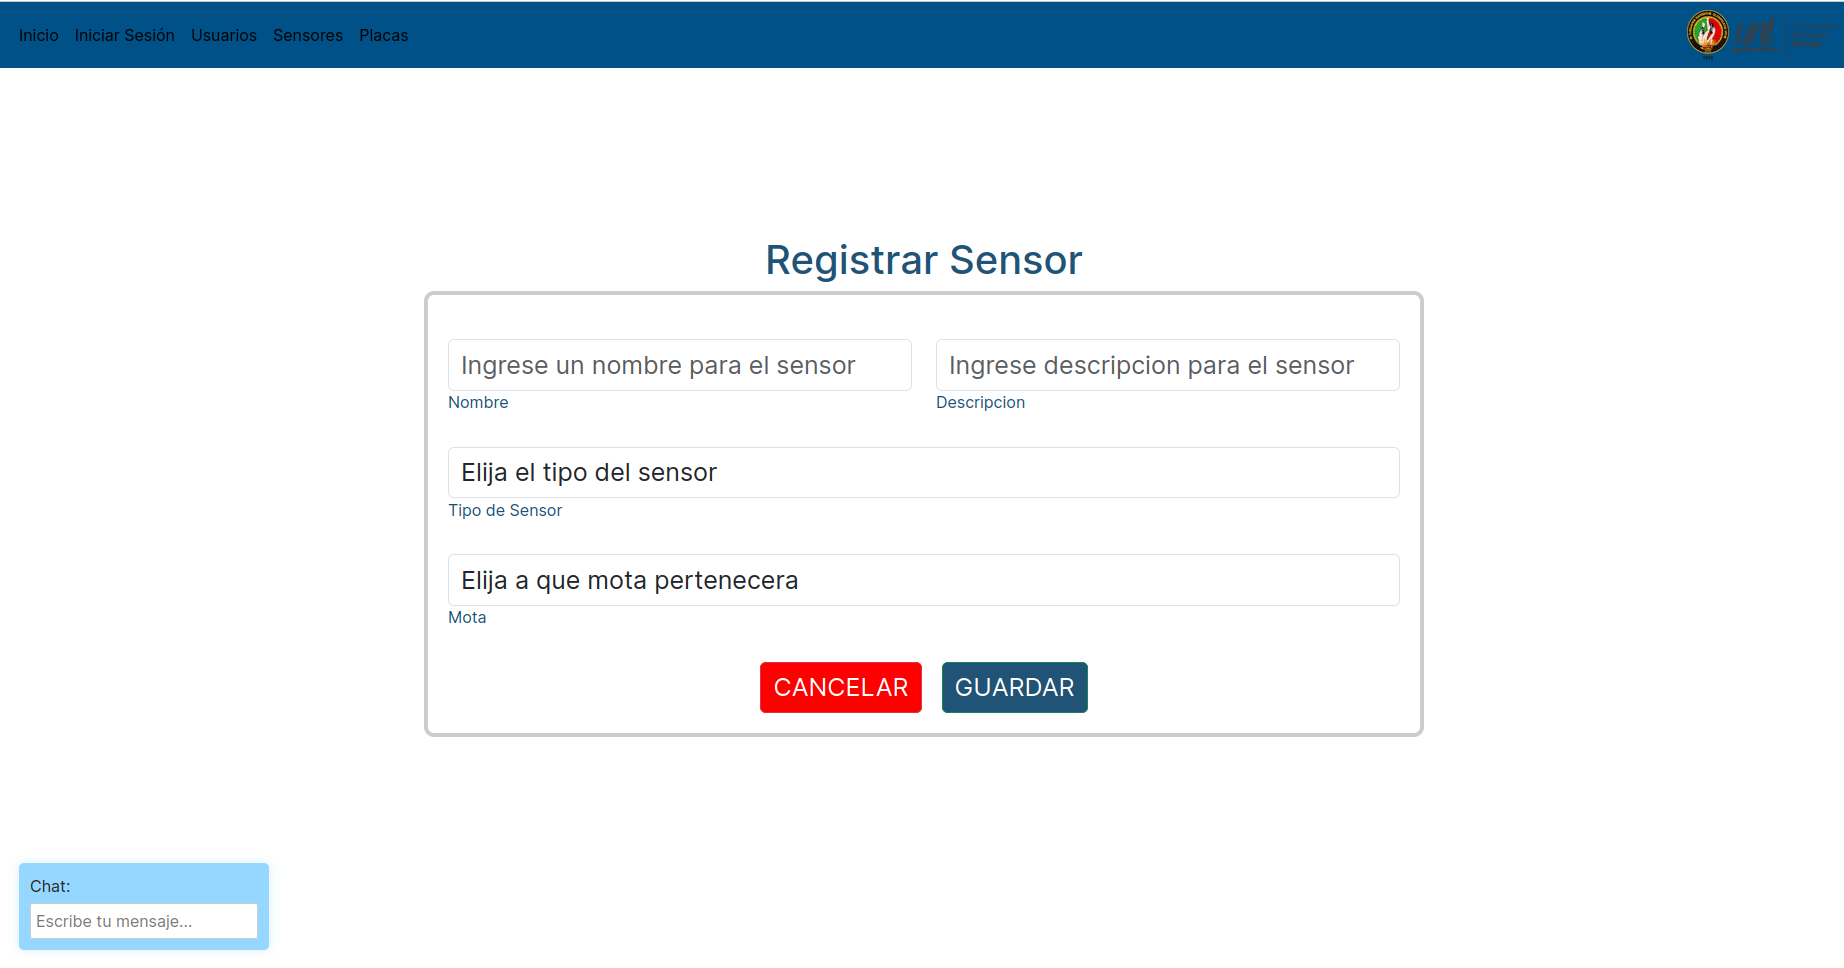 Inicio Iniciar Sesión Usuarios Sensores Placas
Registrar Sensor
Ingrese un nombre para el sensor Ingrese descripcion para el sensor
Nombre Descripcion
Elija el tipo del sensor
Tipo de Sensor
Elija a que mota pertenecera
Mota
CANCELAR GUARDAR
Chat:
Escribe tu mensaje...